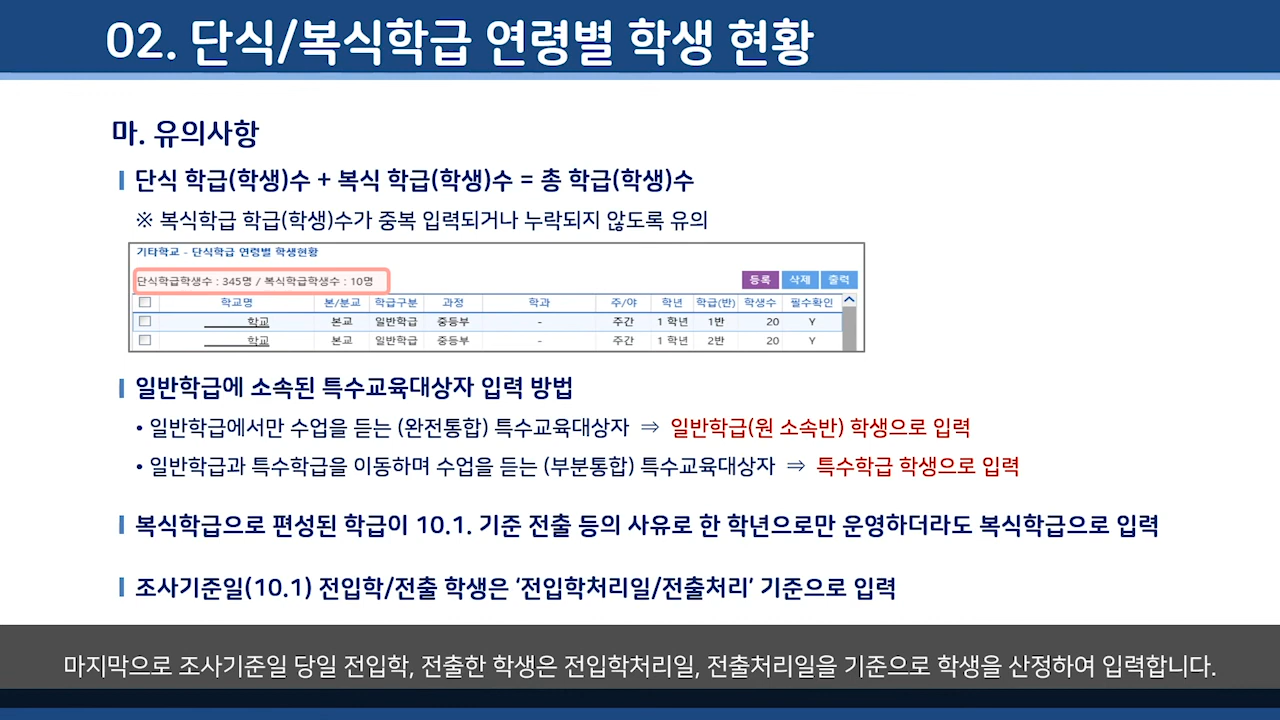 02. 단식/복식학급 연령별 학생 현황
마. 유의사항
단식 학급(학생)수 + 복식 학급(학생)수 = 총 학급(학생)수
※ 복식학급 학급(학생)수가 중복 입력되거나 누락되지 않도록 유의
기타학교 - 단식학급 연령별 학생현황
단식학급학생수 : 345명 / 복식학급학생수 : 10명
등록 삭제 출력
학교명 본/분교 학급구분 과정 학과 주/야 학년 학급(반) 학생수 필수확인
학교 본교 일반학급 중등부 - 주간 1 학년 1반 20 Y
학교 본교 일반학급 중등부 - 주간 1 학년 2반 20 Y
일반학급에 소속된 특수교육대상자 입력 방법
• 일반학급에서만 수업을 듣는 (완전통합) 특수교육대상자 ⇒ 일반학급(원 소속반) 학생으로 입력
• 일반학급과 특수학급을 이동하며 수업을 듣는 (부분통합) 특수교육대상자 ⇒ 특수학급 학생으로 입력
복식학급으로 편성된 학급이 10.1. 기준 전출 등의 사유로 한 학년으로만 운영하더라도 복식학급으로 입력
조사기준일(10.1) 전입학/전출 학생은 ‘전입학처리일/전출처리’ 기준으로 입력
마지막으로 조사기준일 당일 전입학, 전출한 학생은 전입학처리일, 전출처리일을 기준으로 학생을 산정하여 입력합니다.